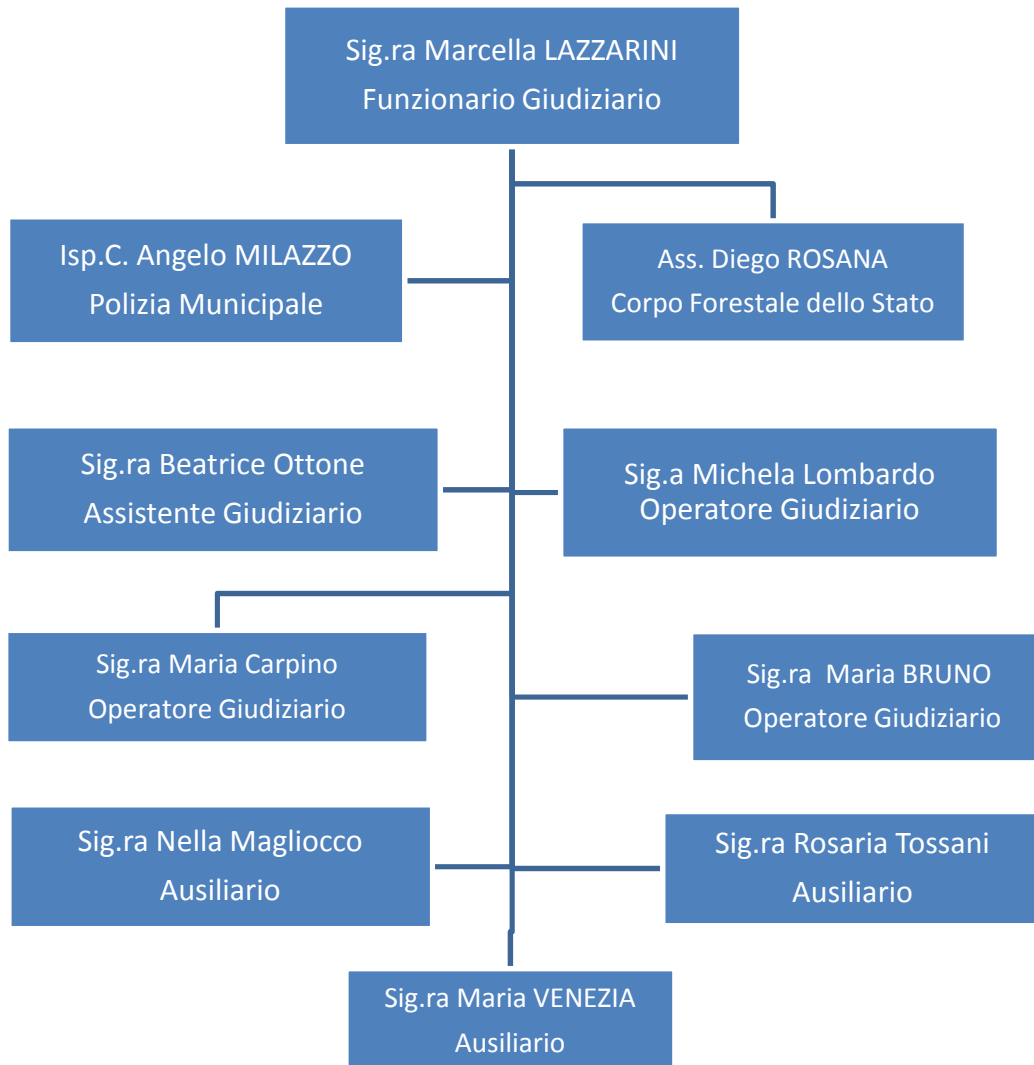 Sig.ra Marcella LAZZARINI
Funzionario Giudiziario
Isp.C. Angelo MILAZZO
Polizia Municipale
Ass. Diego ROSANA
Corpo Forestale dello Stato
Sig.ra Beatrice Ottone
Assistente Giudiziario
Sig.a Michela Lombardo
Operatore Giudiziario
Sig.ra Maria Carpino
Operatore Giudiziario
Sig.ra Maria BRUNO
Operatore Giudiziario
Sig.ra Nella Magliocco
Ausiliario
Sig.ra Rosaria Tossani
Ausiliario
Sig.ra Maria VENEZIA
Ausiliario